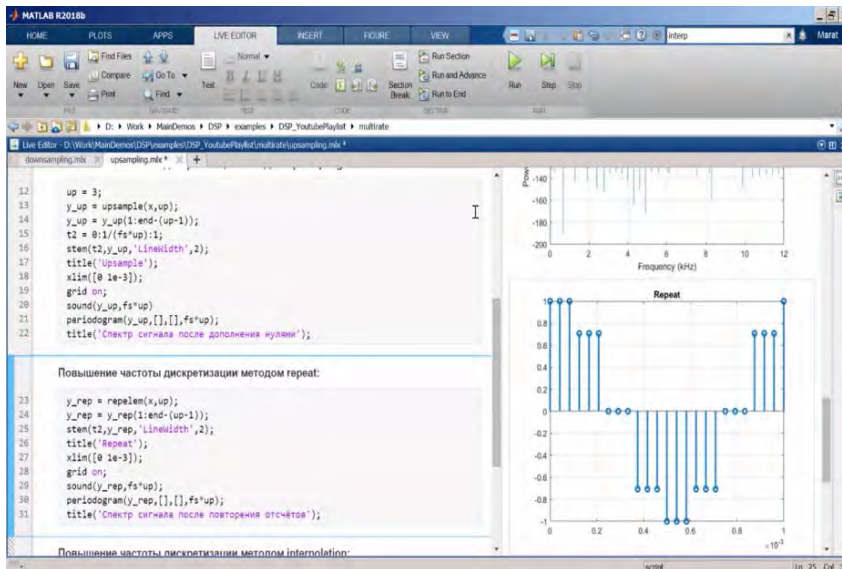 MATLAB R2018b
HOME PLOTS APPS LIVE EDITOR INSERT FIGURE VIEW interp Marat
New Open Save Find Files Compare Print Go To Find Text Normal B I U M Code Section Break Run Section Run and Advance Run to End Run Step Stop
FILE NAVIGATE TEXT CODE SECTION RUN
D: Work MainDemos DSP examples DSP_YoutubePlaylist multirate
Live Editor - D:\Work\MainDemos\DSP\examples\DSP_YoutubePlaylist\multirate\upsampling.mlx *
downsampling.mlx upsampling.mlx * +
12 up = 3;
13 y_up = upsample(x,up);
14 y_up = y_up(1:end-(up-1));
15 t2 = 0:1/(fs*up):1;
16 stem(t2,y_up,'LineWidth',2);
17 title('Upsample');
18 xlim([0 1e-3]);
19 grid on;
20 sound(y_up,fs*up)
21 periodogram(y_up,[],[],fs*up);
22 title('Спектр сигнала после дополнения нулями');
Повышение частоты дискретизации методом repeat:
23 y_rep = repelem(x,up);
24 y_rep = y_rep(1:end-(up-1));
25 stem(t2,y_rep,'LineWidth',2);
26 title('Repeat');
27 xlim([0 1e-3]);
28 grid on;
29 sound(y_rep,fs*up);
30 periodogram(y_rep,[],[],fs*up);
31 title('Спектр сигнала после повторения отсчётов');
Повышение частоты дискретизации методом interpolation:
-140
-160
-180
-200
0 2 4 6 8 10 12
Frequency (kHz)
Repeat
1
0.8
0.6
0.4
0.2
0
-0.2
-0.4
-0.6
-0.8
-1
0 0.2 0.4 0.6 0.8 1
×10⁻³
script Ln 25 Col